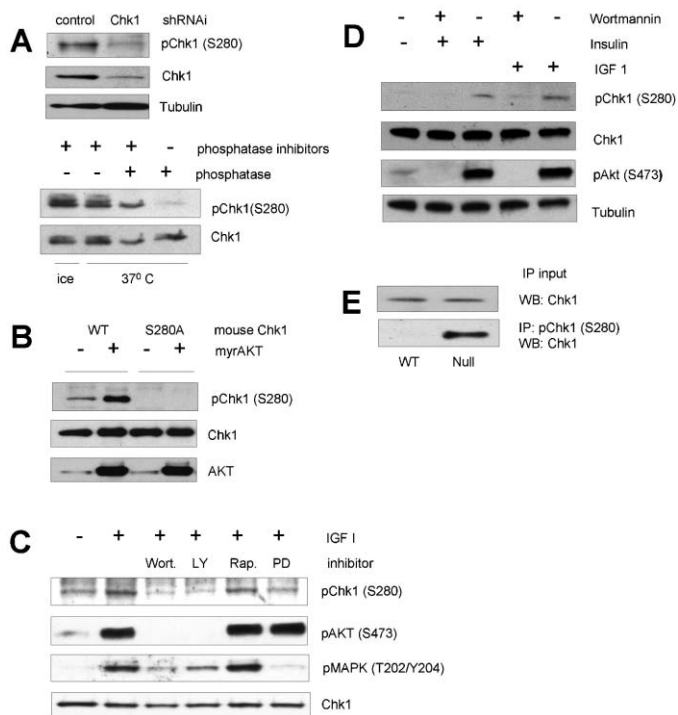 A
control Chk1 shRNAi
pChk1 (S280)
Chk1
Tubulin
+ + + - phosphatase inhibitors
- - + + phosphatase
pChk1(S280)
Chk1
ice 37⁰ C
B
WT S280A mouse Chk1
- + - + myrAKT
pChk1 (S280)
Chk1
AKT
C
- + + + + + IGF I
Wort. LY Rap. PD inhibitor
pChk1 (S280)
pAKT (S473)
pMAPK (T202/Y204)
Chk1
D
- + - + - Wortmannin
- + + Insulin
+ + IGF 1
pChk1 (S280)
Chk1
pAkt (S473)
Tubulin
E
IP input
WB: Chk1
IP: pChk1 (S280)
WB: Chk1
WT Null